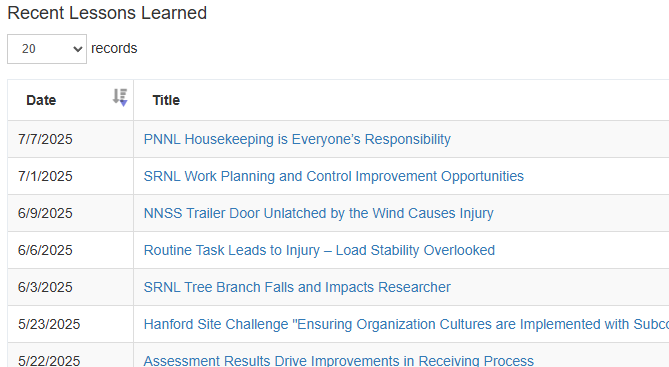 Recent Lessons Learned
20 records
Date Title
7/7/2025 PNNL Housekeeping is Everyone’s Responsibility
7/1/2025 SRNL Work Planning and Control Improvement Opportunities
6/9/2025 NNSS Trailer Door Unlatched by the Wind Causes Injury
6/6/2025 Routine Task Leads to Injury – Load Stability Overlooked
6/3/2025 SRNL Tree Branch Falls and Impacts Researcher
5/23/2025 Hanford Site Challenge "Ensuring Organization Cultures are Implemented with
5/22/2025 Assessment Results Drive Improvements in Receiving Process